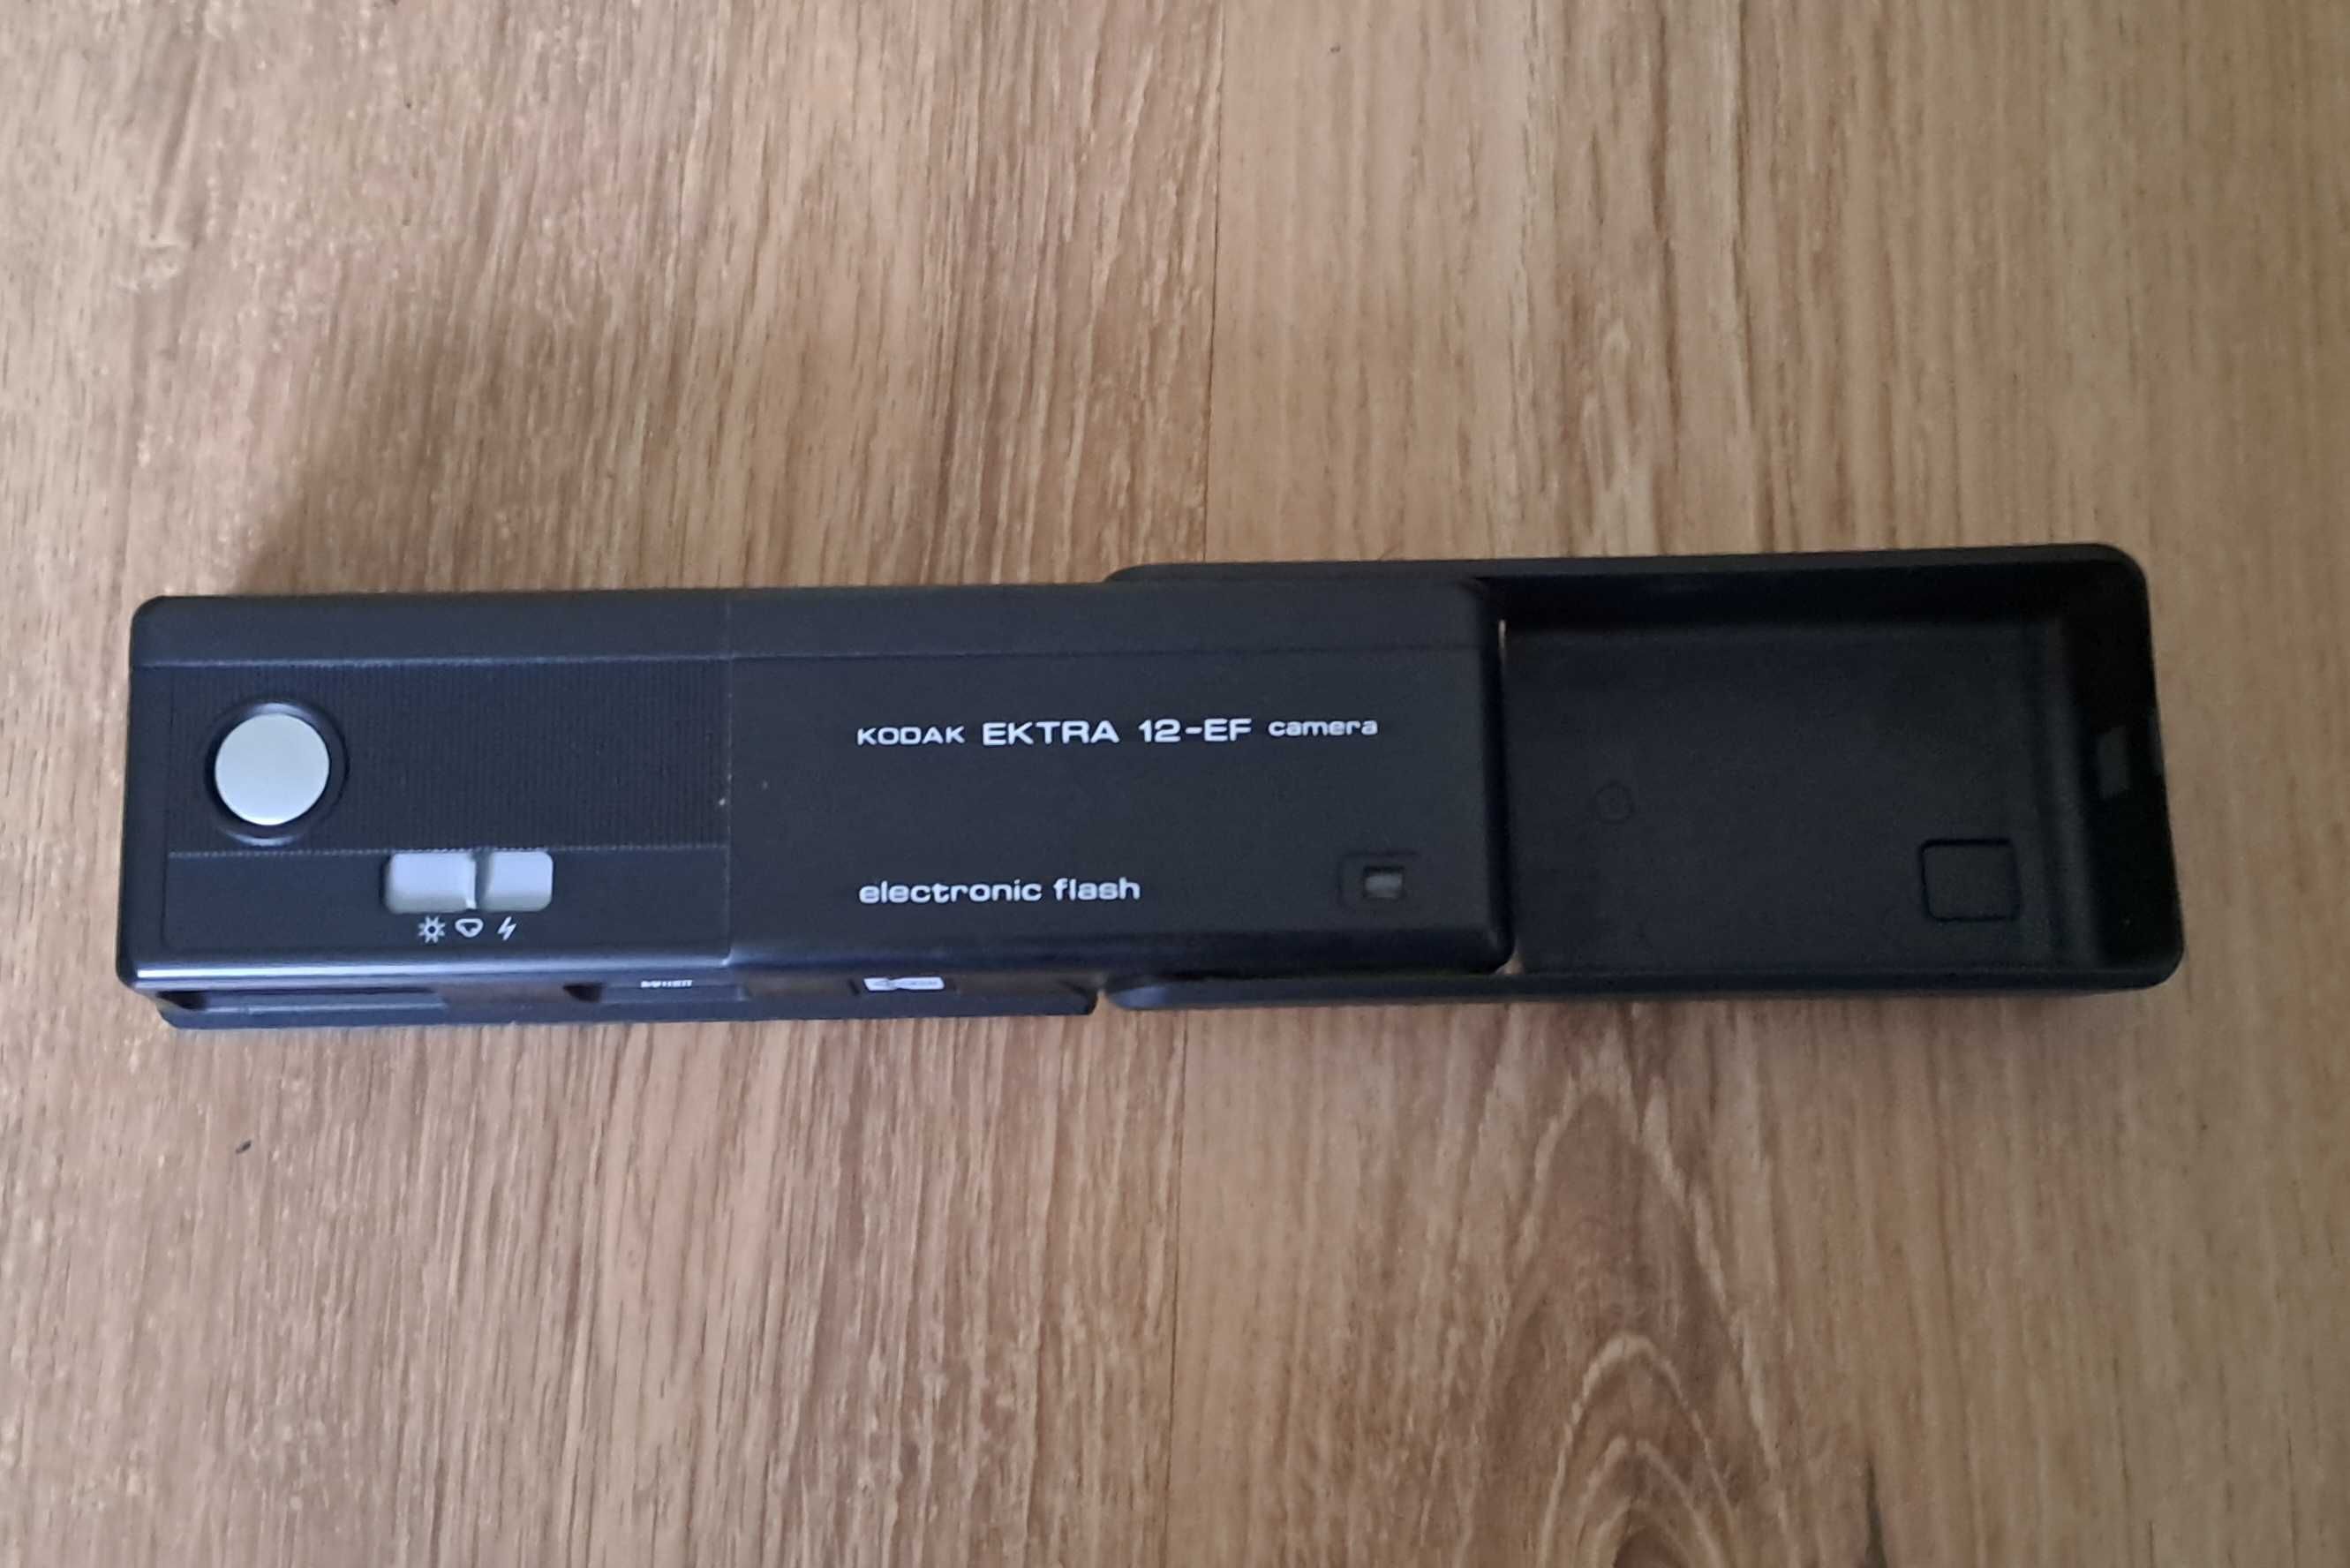 KODAK EKTRA 12-EF camera
electronic flash